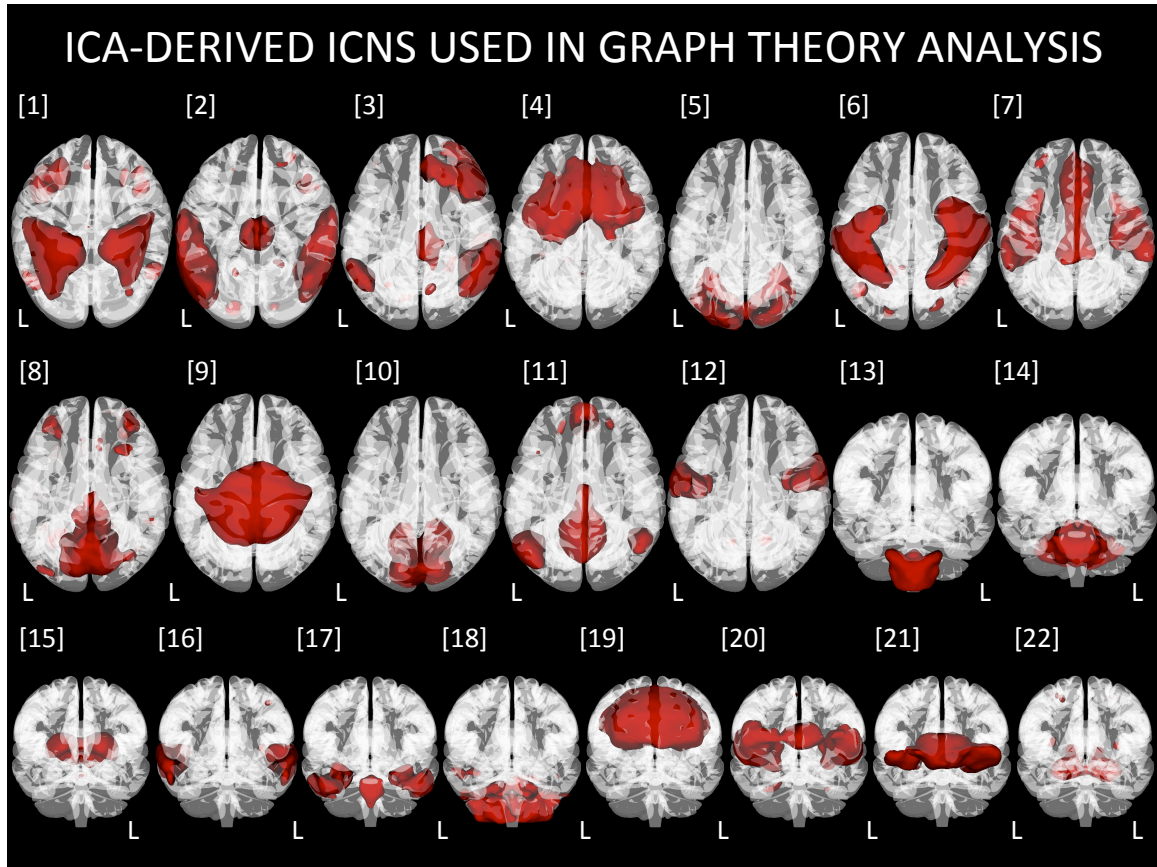 ICA-DERIVED ICNS USED IN GRAPH THEORY ANALYSIS
[1] [2] [3] [4] [5] [6] [7]
L L L L L L L
[8] [9] [10] [11] [12] [13] [14]
L L L L L L L
[15] [16] [17] [18] [19] [20] [21] [22]
L L L L L L L L